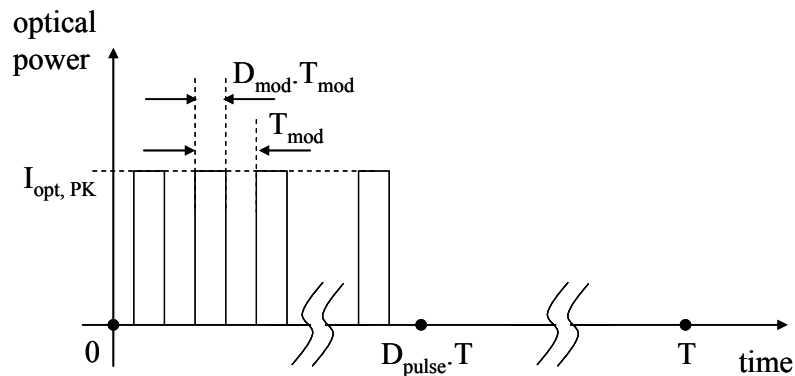 optical
power
D_mod.T_mod
T_mod
I_opt, PK
0
D_pulse.T
T
time